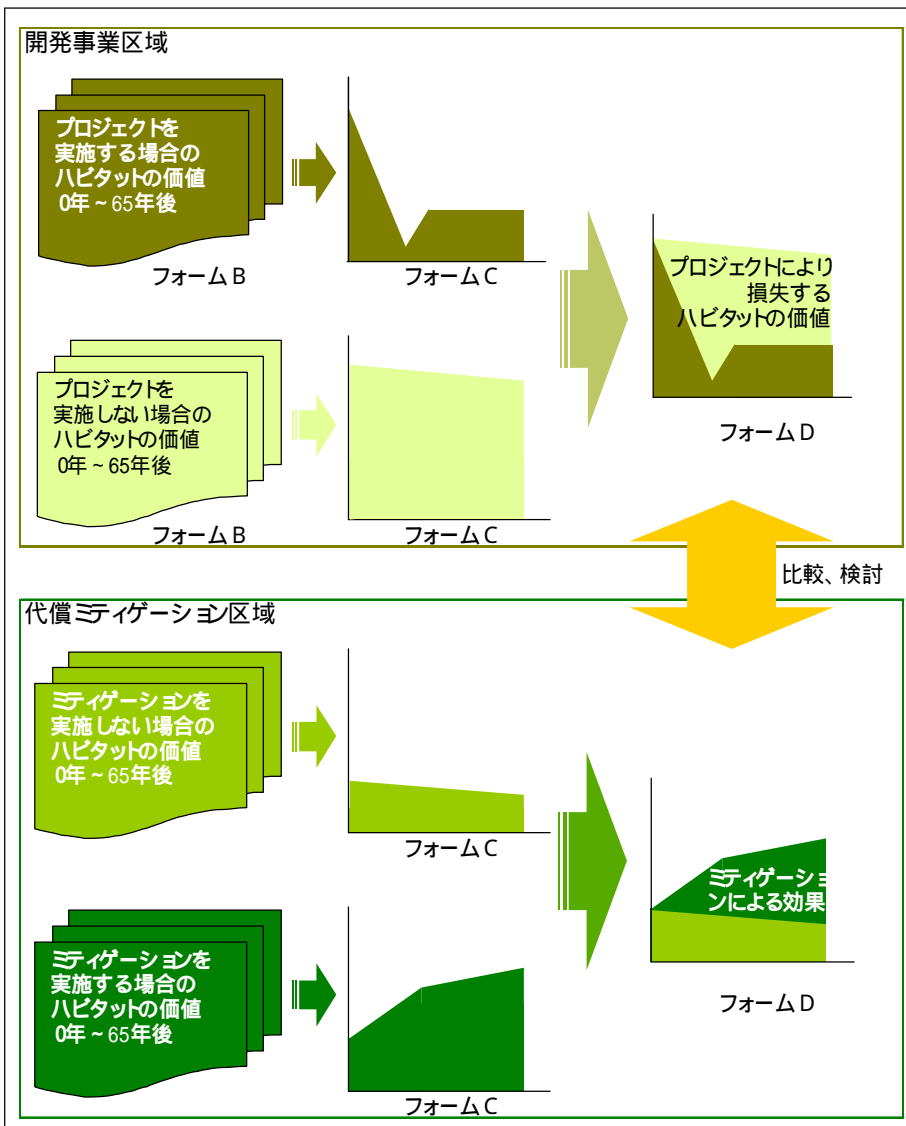 開発事業区域
プロジェクトを
実施する場合の
ハビタットの価値
0年～65年後
フォームB
フォームC
プロジェクトを
実施しない場合の
ハビタットの価値
0年～65年後
フォームB
フォームC
プロジェクトにより
損失する
ハビタットの価値
フォームD
比較、検討
代償ミティゲーション区域
ミティゲーションを
実施しない場合の
ハビタットの価値
0年～65年後
フォームC
ミティゲーションを
実施する場合の
ハビタットの価値
0年～65年後
フォームC
ミティゲーショ
ンによる効果
フォームD